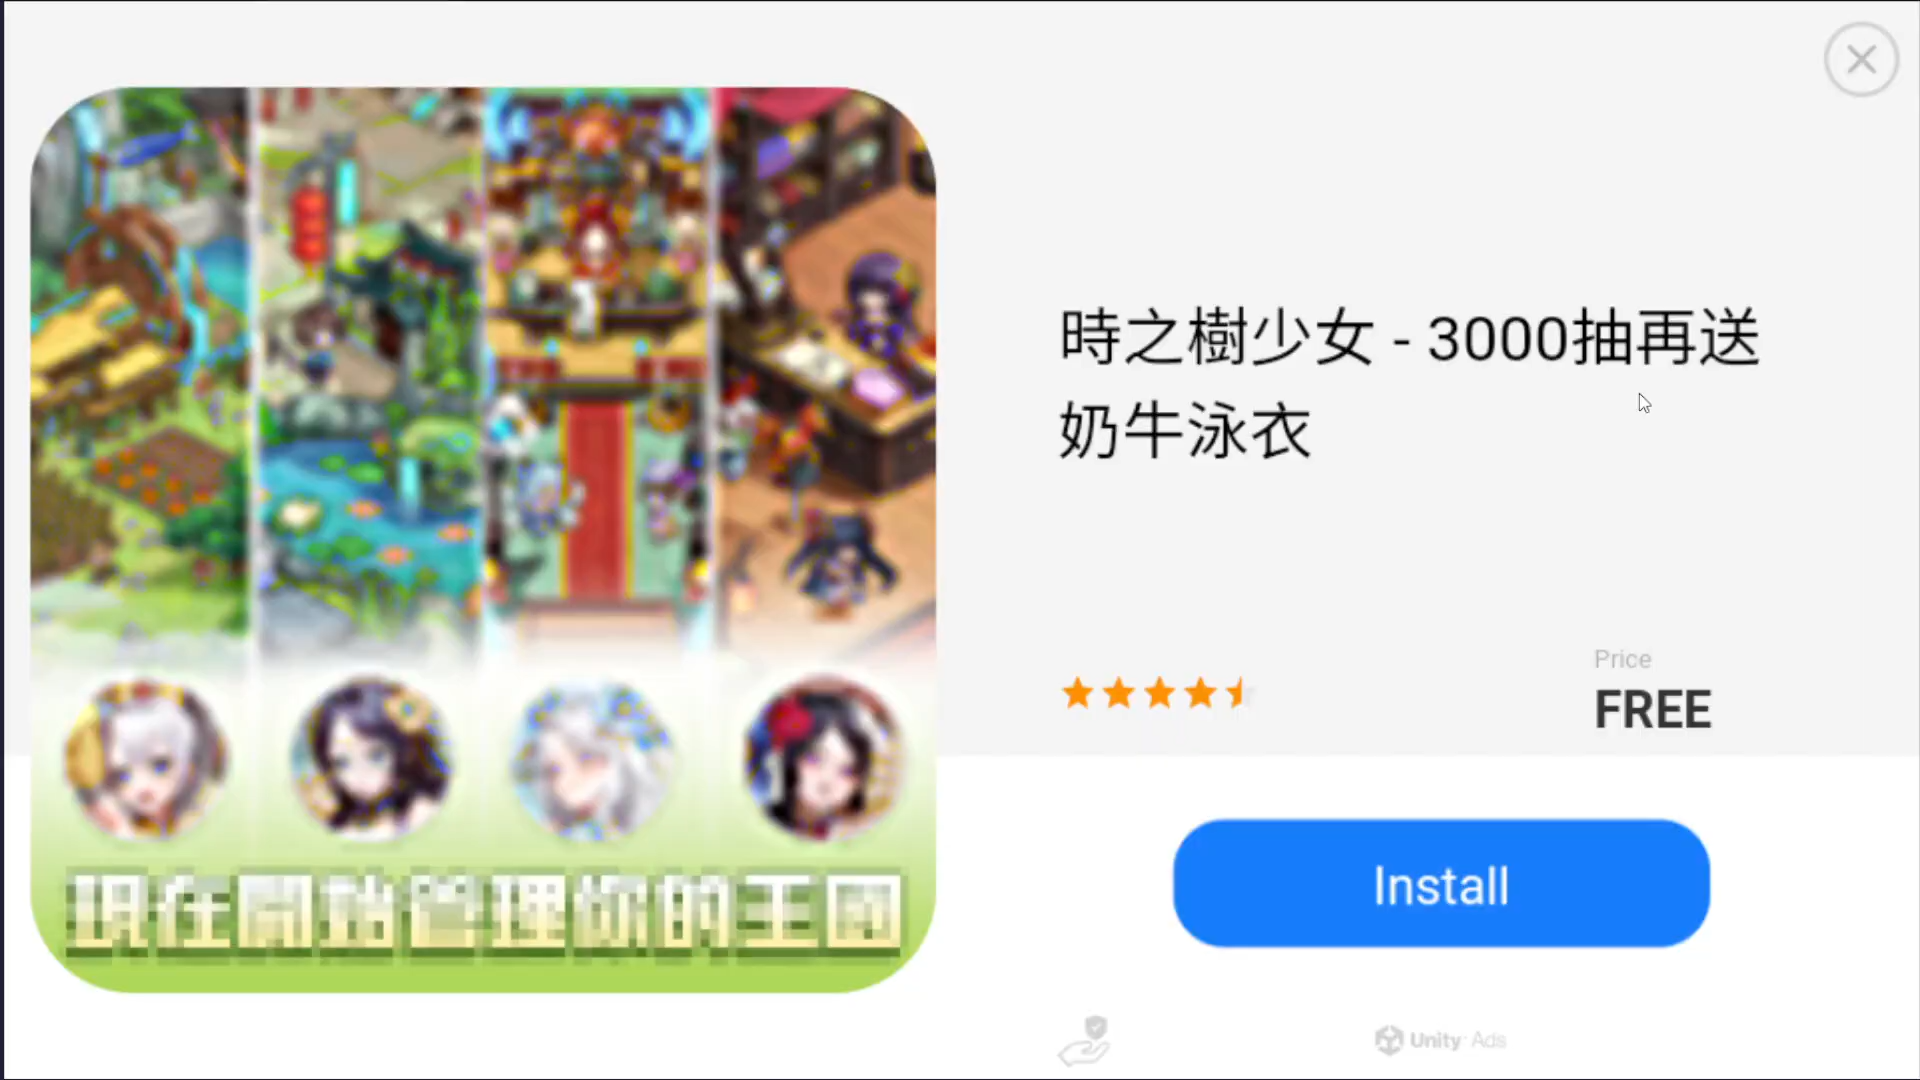 時之樹少女 - 3000抽再送
奶牛泳衣
Price
FREE
現在開始管理你的王國
Install
Unity Ads